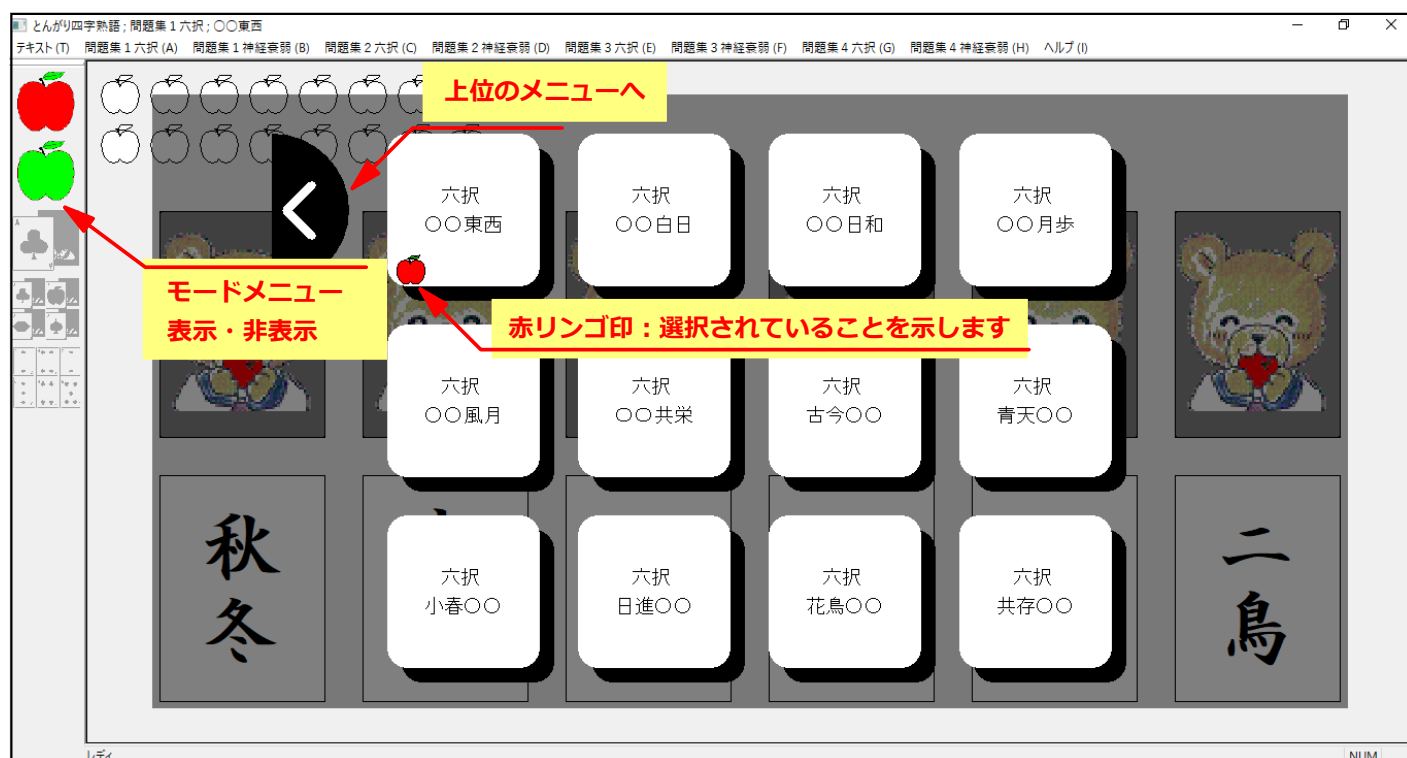 とんがり四字熟語 ; 問題集１六択 ; 〇〇東西
テキスト(T) 問題集１六択(A) 問題集１神経衰弱(B) 問題集２六択(C) 問題集２神経衰弱(D) 問題集３六択(E) 問題集３神経衰弱(F) 問題集４六択(G) 問題集４神経衰弱(H) ヘルプ(I)
上位のメニューへ
六択
〇〇東西
六択
〇〇白日
六択
〇〇日和
六択
〇〇月歩
モードメニュー
表示・非表示
赤リンゴ印：選択されていることを示します
六択
〇〇風月
六択
〇〇共栄
六択
古今〇〇
六択
青天〇〇
秋冬
二鳥
六択
小春〇〇
六択
日進〇〇
六択
花鳥〇〇
六択
共存〇〇
レディ
NUM